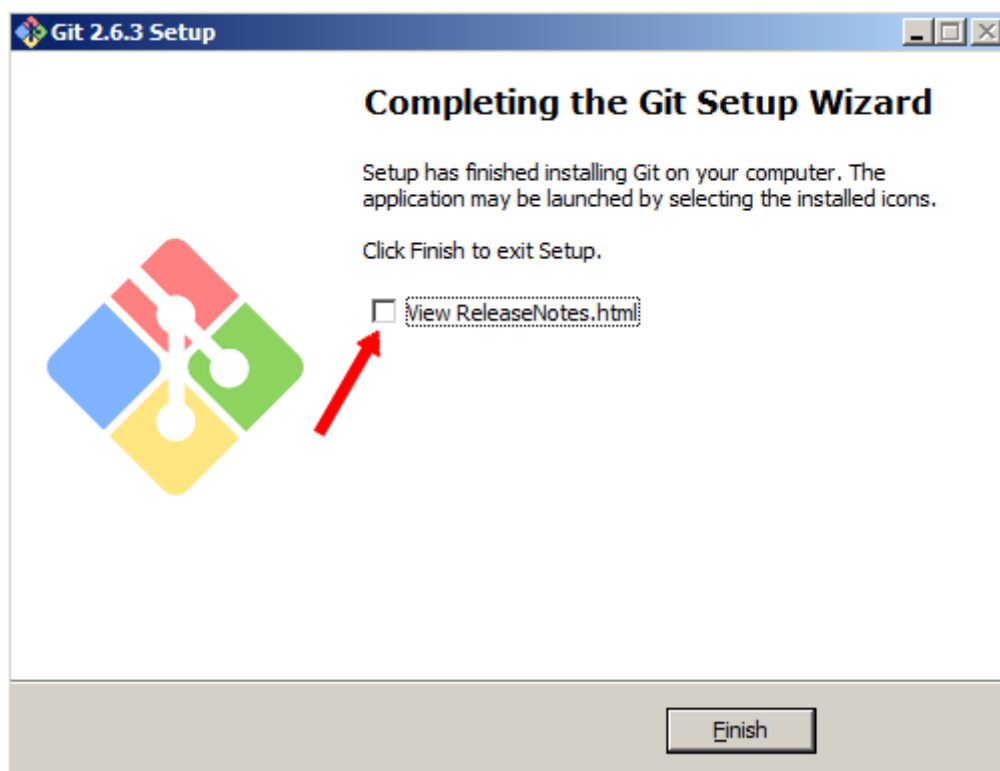 Git 2.6.3 Setup
Completing the Git Setup Wizard
Setup has finished installing Git on your computer. The
application may be launched by selecting the installed icons.
Click Finish to exit Setup.
View ReleaseNotes.html
Finish